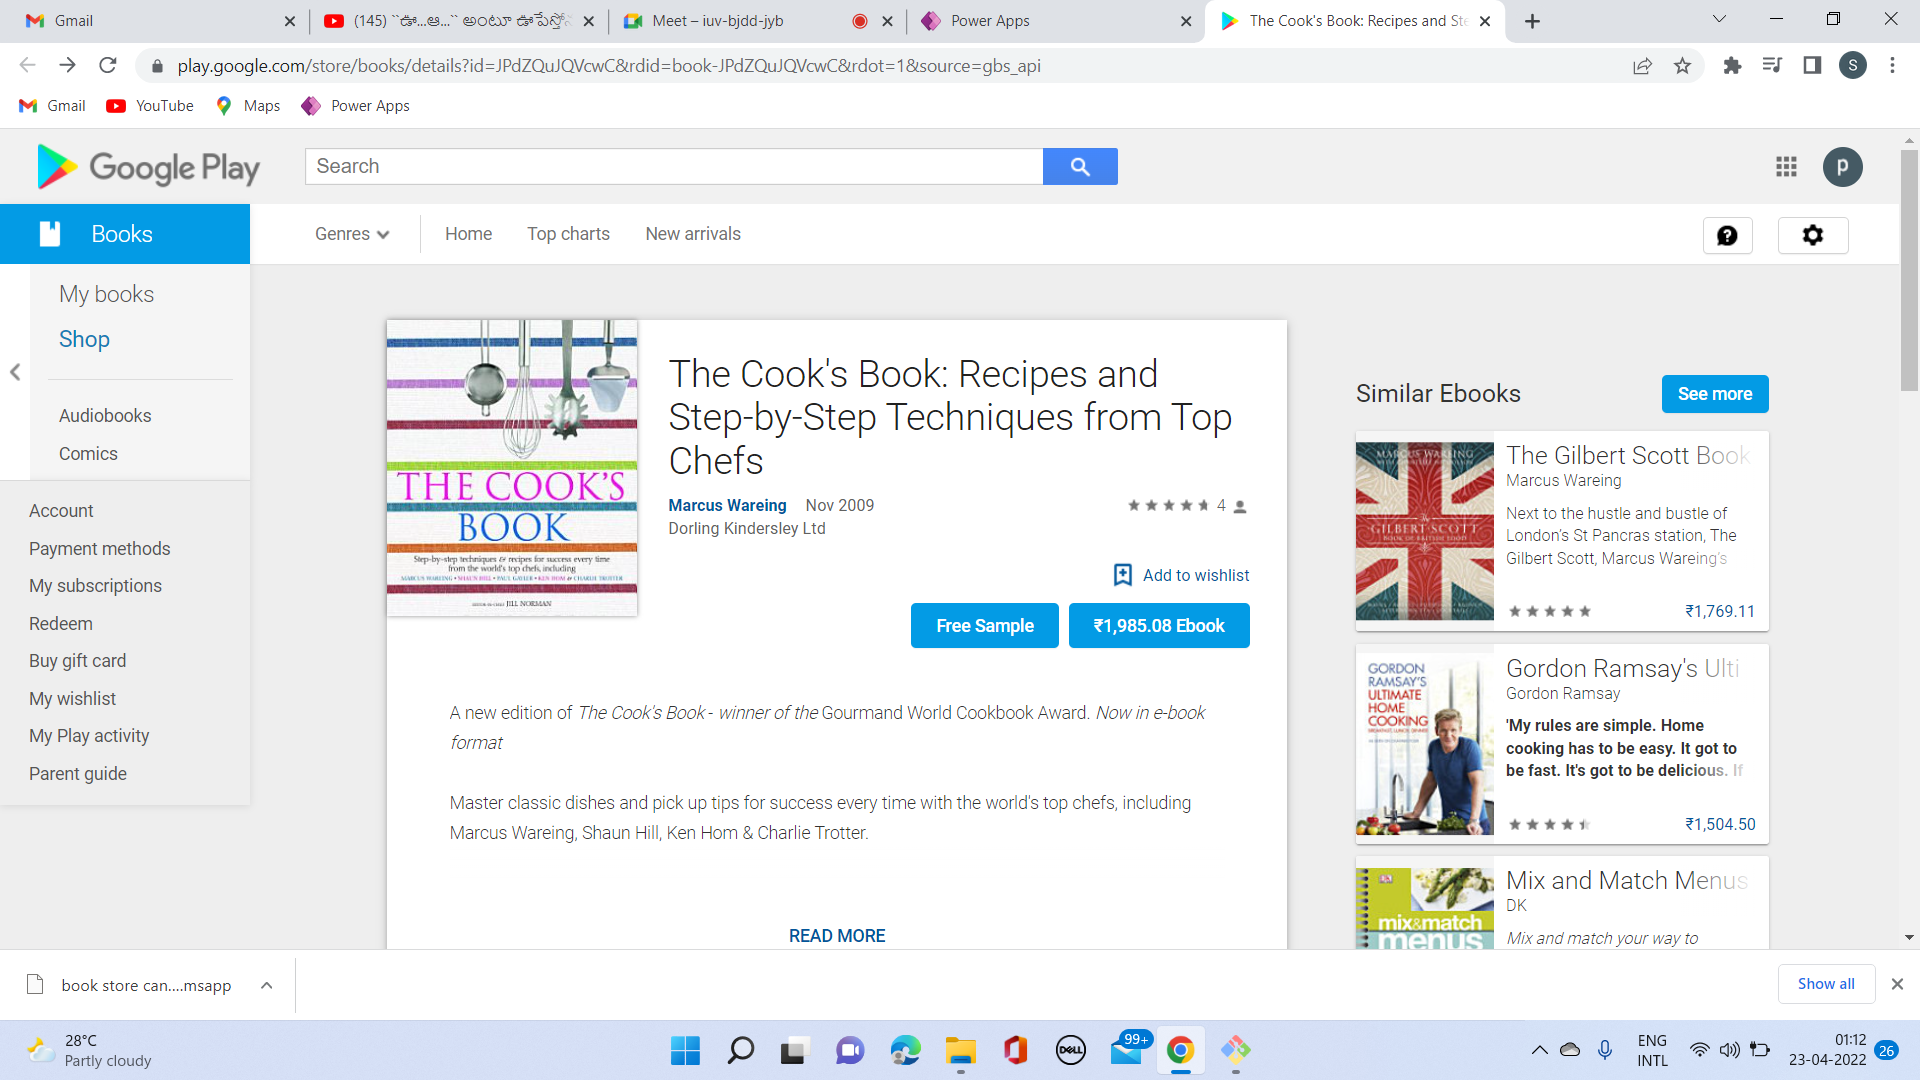 Gmail
(145) ``ఊ...ఆ...`` అంటూ ఊపేస్తో
Meet – iuv-bjdd-jyb
Power Apps
The Cook's Book: Recipes and Ste
play.google.com/store/books/details?id=JPdZQuJQVcwC&rdid=book-JPdZQuJQVcwC&rdot=1&source=gbs_api
S
Gmail
YouTube
Maps
Power Apps
Google Play
Search
p
Books
Genres
Home
Top charts
New arrivals
My books
Shop
Audiobooks
Comics
Account
Payment methods
My subscriptions
Redeem
Buy gift card
My wishlist
My Play activity
Parent guide
THE COOK'S
BOOK
Step-by-step techniques & recipes for success every time
from the world's top chefs, including
MARCUS WAREING • SHAUN HILL • PAUL GAYLER • KEN HOM & CHARLIE TROTTER
EDITOR-IN-CHIEF JILL NORMAN
The Cook's Book: Recipes and
Step-by-Step Techniques from Top
Chefs
Marcus Wareing Nov 2009
4
Dorling Kindersley Ltd
Add to wishlist
Free Sample
₹1,985.08 Ebook
A new edition of The Cook's Book - winner of the Gourmand World Cookbook Award. Now in e-book
format
Master classic dishes and pick up tips for success every time with the world's top chefs, including
Marcus Wareing, Shaun Hill, Ken Hom & Charlie Trotter.
READ MORE
Similar Ebooks
See more
MARCUS WAREING
GILBERT SCOTT
BOOK OF BRITISH FOOD
The Gilbert Scott Book
Marcus Wareing
Next to the hustle and bustle of
London's St Pancras station, The
Gilbert Scott, Marcus Wareing's
₹1,769.11
GORDON
RAMSAY'S
ULTIMATE
HOME
COOKING
Gordon Ramsay's Ulti
Gordon Ramsay
'My rules are simple. Home
cooking has to be easy. It got to
be fast. It's got to be delicious. If
₹1,504.50
DK
mix&match
menus
Mix and Match Menus
DK
Mix and match your way to
book store can....msapp
Show all
28°C
Partly cloudy
DELL
99+
ENG
INTL
01:12
23-04-2022
26